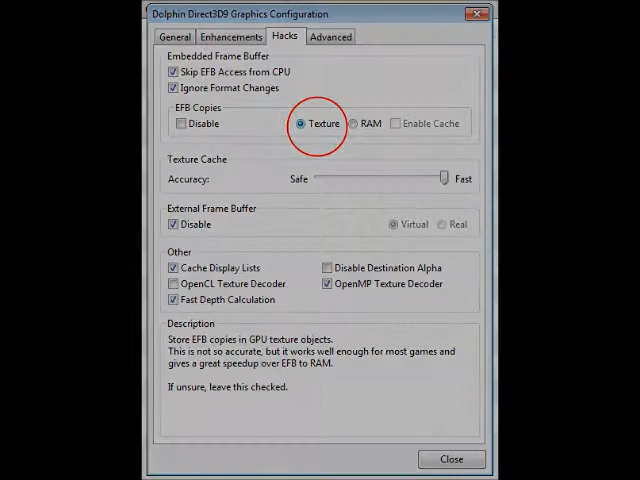 Dolphin Direct3D9 Graphics Configuration
General Enhancements Hacks Advanced
Embedded Frame Buffer
Skip EFB Access from CPU
Ignore Format Changes
EFB Copies
Disable Texture RAM Enable Cache
Texture Cache
Accuracy: Safe Fast
External Frame Buffer
Disable Virtual Real
Other
Cache Display Lists Disable Destination Alpha
OpenCL Texture Decoder OpenMP Texture Decoder
Fast Depth Calculation
Description
Store EFB copies in GPU texture objects.
This is not so accurate, but it works well enough for most games and
gives a great speedup over EFB to RAM.
If unsure, leave this checked.
Close